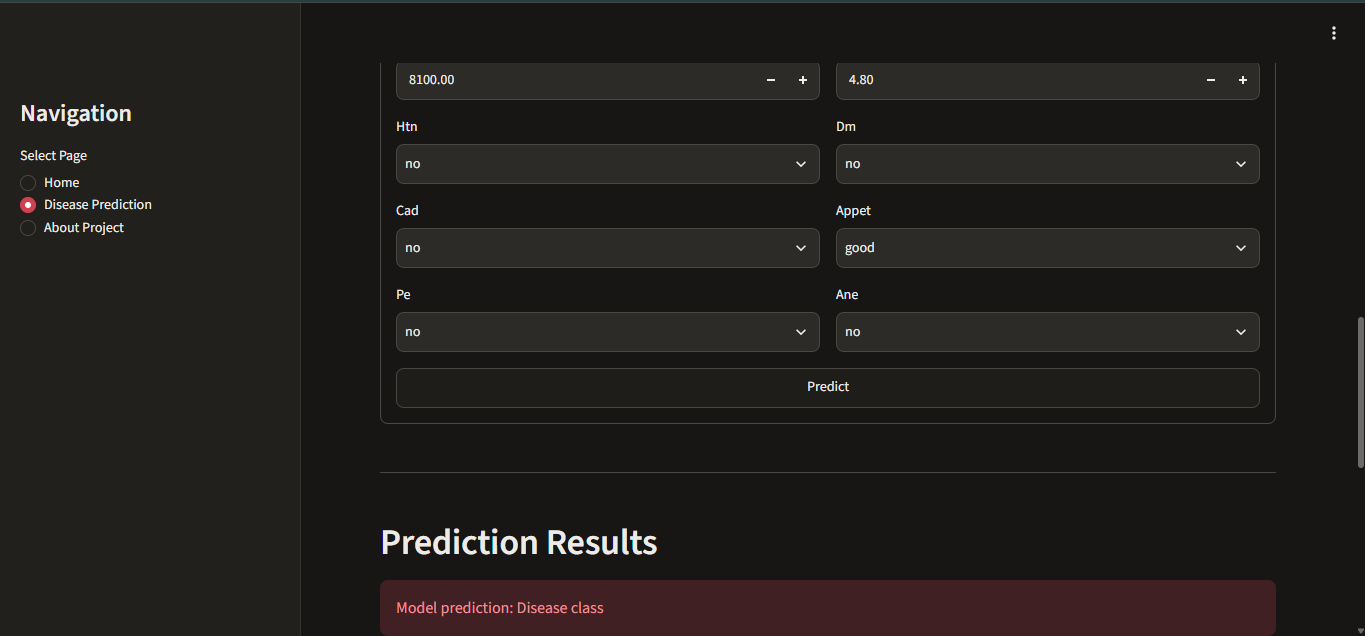 Navigation
Select Page
Home
Disease Prediction
About Project
8100.00
4.80
Htn
Dm
no
no
Cad
Appet
no
good
Pe
Ane
no
no
Predict
Prediction Results
Model prediction: Disease class